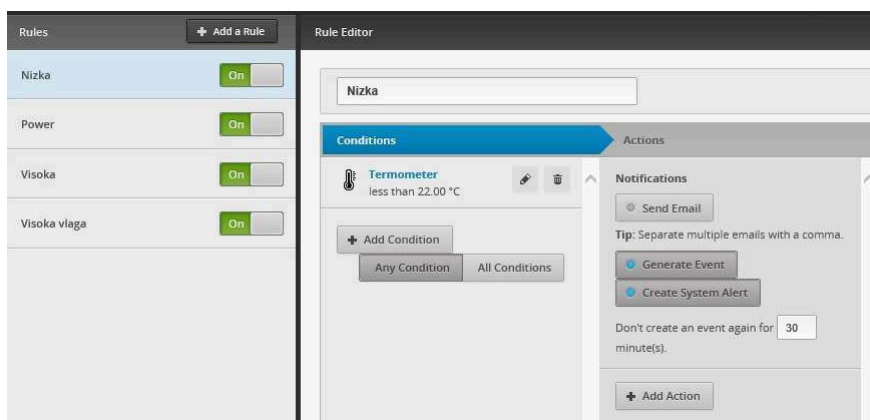 Rules
+ Add a Rule
Nizka
On
Power
On
Visoka
On
Visoka vlaga
On
Rule Editor
Nizka
Conditions
Termometer
less than 22.00 °C
+ Add Condition
Any Condition
All Conditions
Actions
Notifications
Send Email
Tip: Separate multiple emails with a comma.
Generate Event
Create System Alert
Don't create an event again for 30
minute(s).
+ Add Action